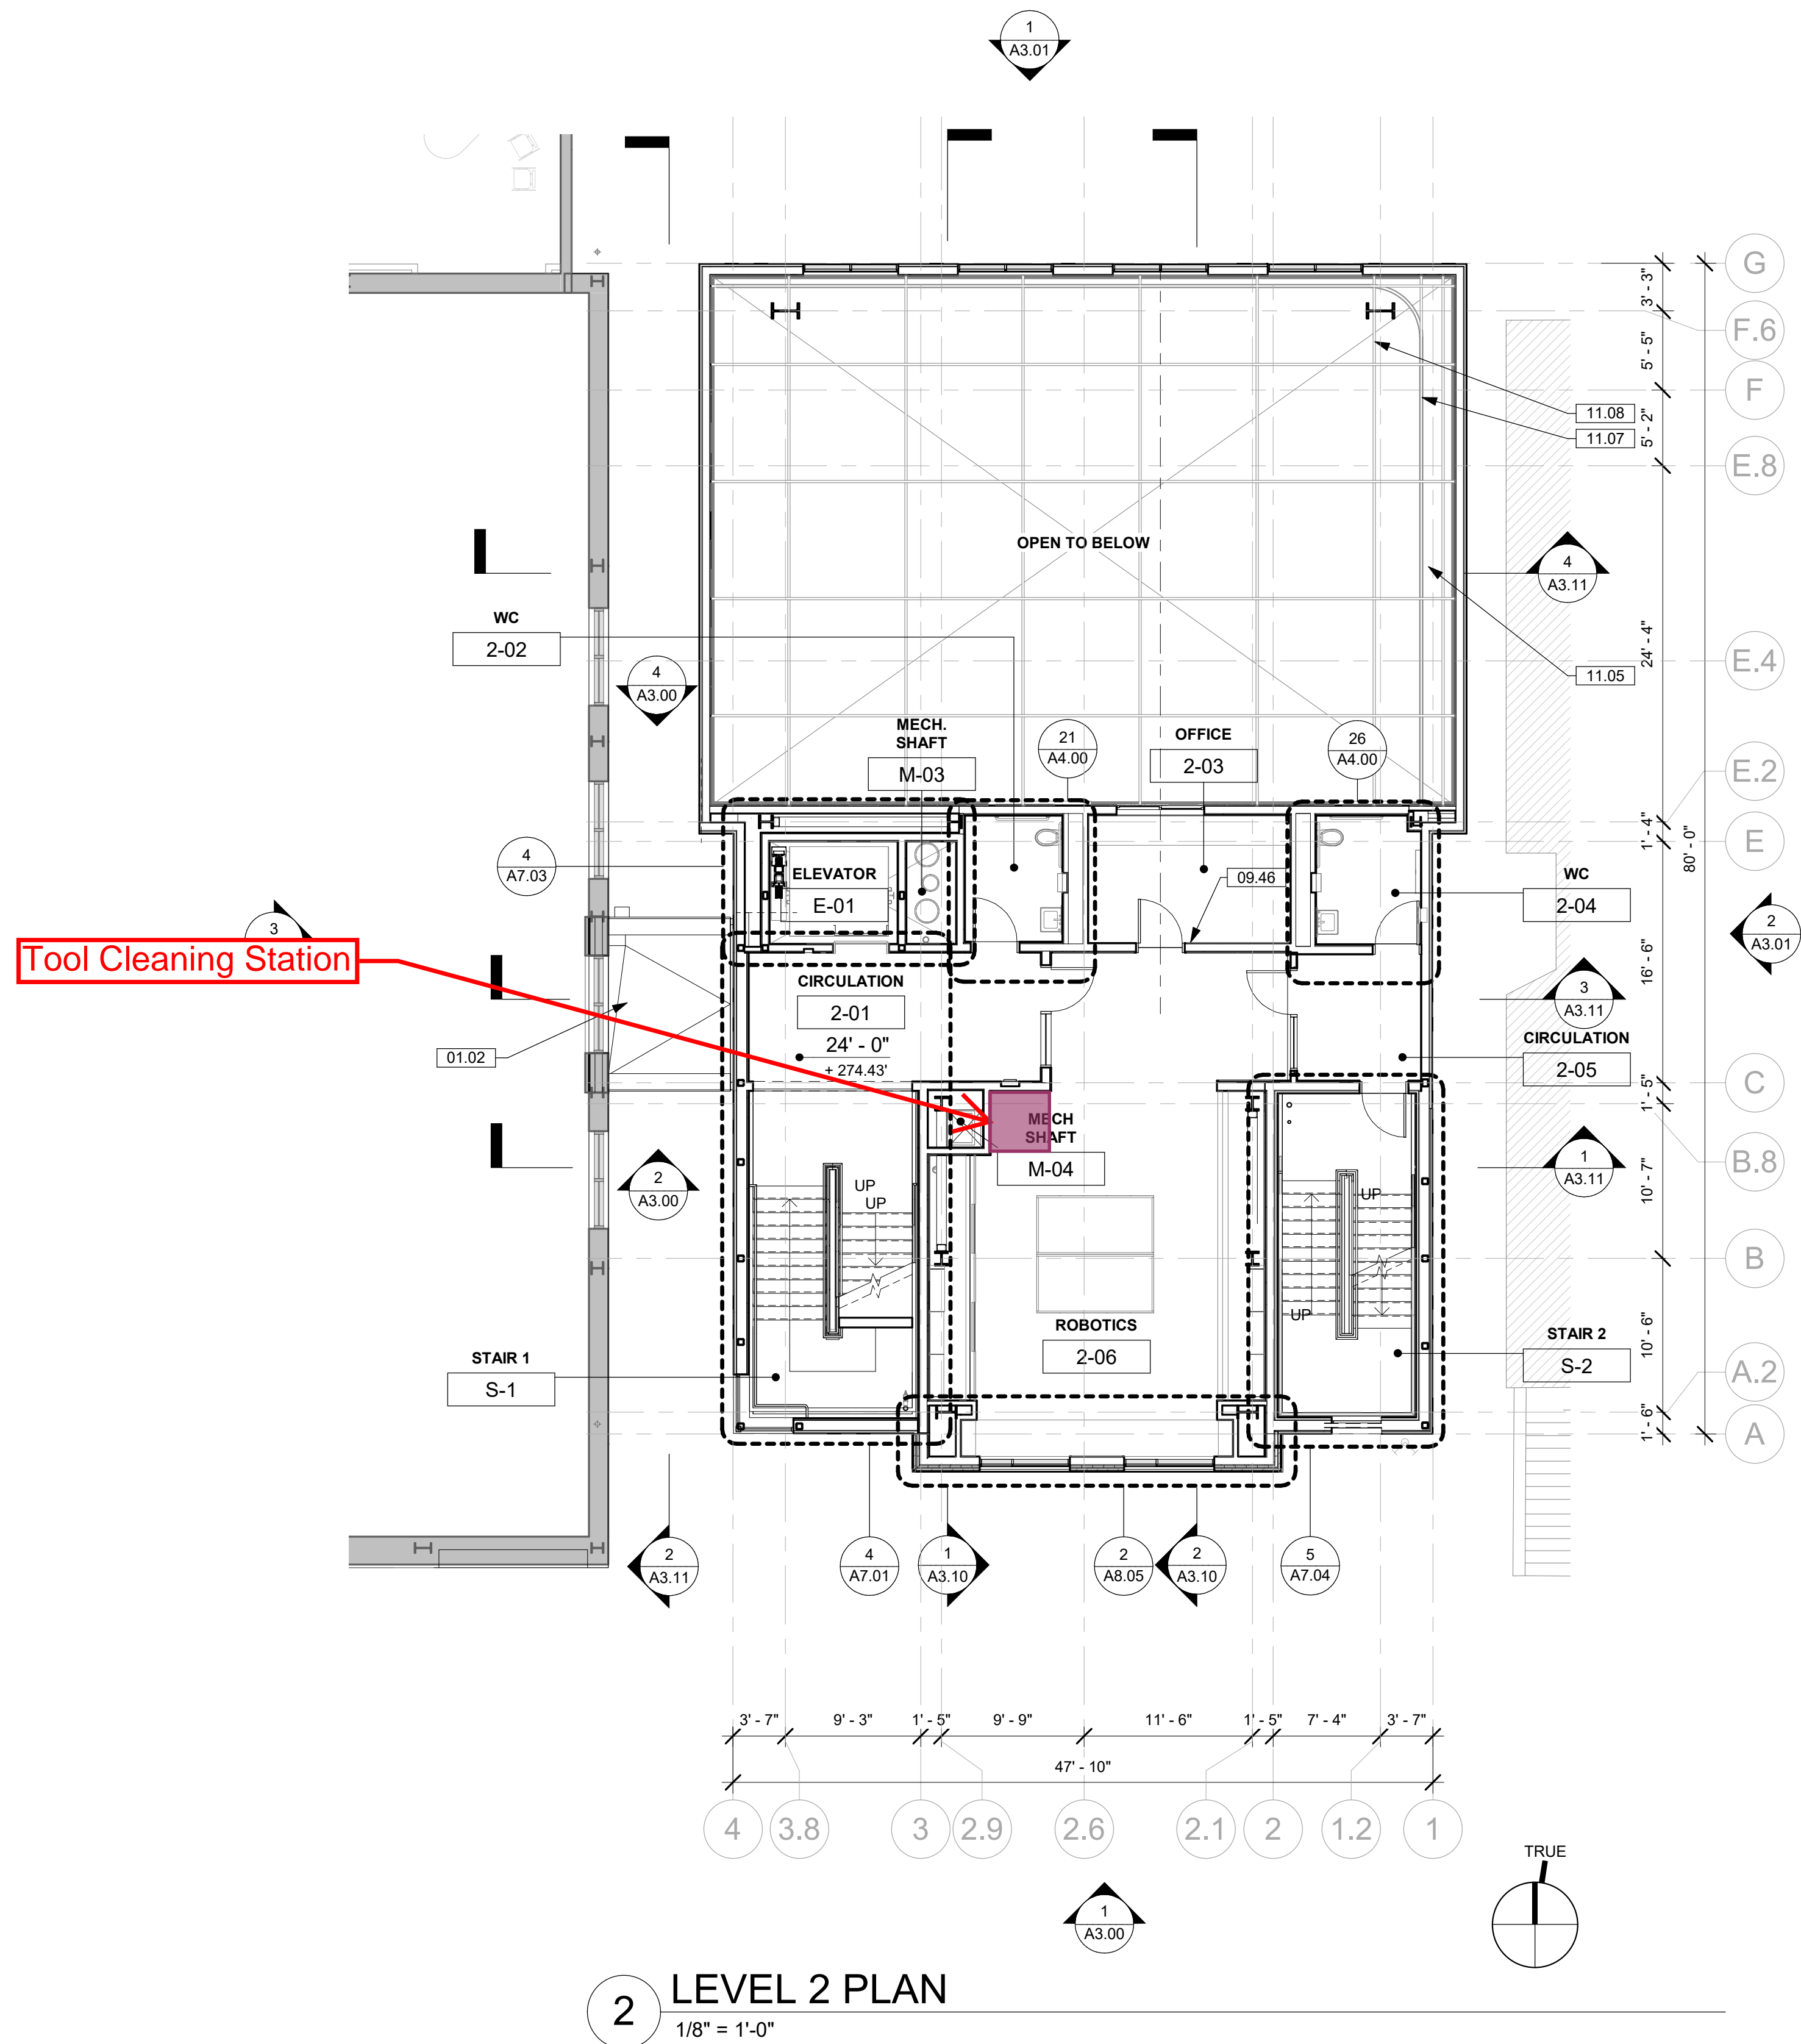 1
A3.01
G
3' - 3"
F.6
5' - 5"
F
11.08
11.07
5' - 2"
E.8
OPEN TO BELOW
4
A3.11
WC
2-02
24' - 4"
E.4
11.05
4
A3.00
MECH.
SHAFT
M-03
21
A4.00
OFFICE
2-03
26
A4.00
E.2
1' - 4"
E
80' - 0"
4
A7.03
ELEVATOR
E-01
09.46
WC
2-04
2
A3.01
3
Tool Cleaning Station
16' - 6"
CIRCULATION
2-01
3
A3.11
24' - 0"
+ 274.43'
01.02
CIRCULATION
2-05
C
1' - 5"
MECH
SHAFT
M-04
B.8
1
A3.11
10' - 7"
2
A3.00
UP
UP
UP
B
UP
ROBOTICS
2-06
10' - 6"
STAIR 1
S-1
STAIR 2
S-2
A.2
1' - 6"
A
2
A3.11
4
A7.01
1
A3.10
2
A8.05
2
A3.10
5
A7.04
3' - 7"
9' - 3"
1' - 5"
9' - 9"
11' - 6"
1' - 5"
7' - 4"
3' - 7"
47' - 10"
4
3.8
3
2.9
2.6
2.1
2
1.2
1
TRUE
1
A3.00
2
LEVEL 2 PLAN
1/8" = 1'-0"